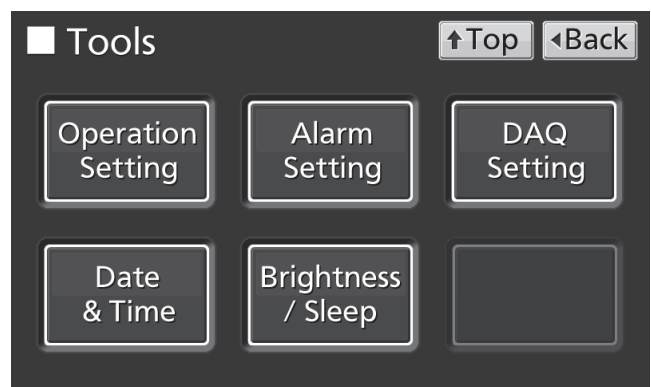 Tools
Top
Back
Operation
Setting
Alarm
Setting
DAQ
Setting
Date
& Time
Brightness
/ Sleep